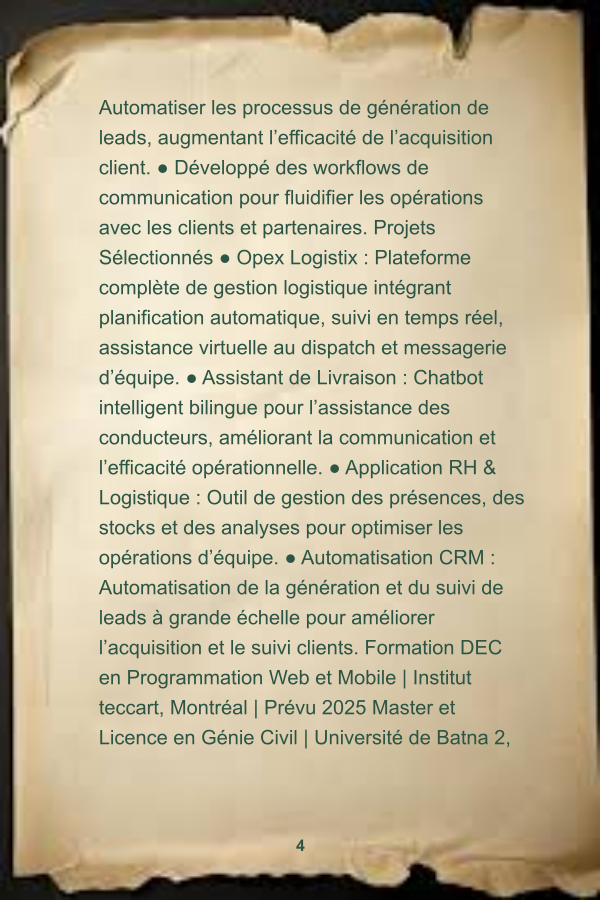 Automatiser les processus de génération de
leads, augmentant l’efficacité de l’acquisition
client. ● Développé des workflows de
communication pour fluidifier les opérations
avec les clients et partenaires. Projets
Sélectionnés ● Opex Logistix : Plateforme
complète de gestion logistique intégrant
planification automatique, suivi en temps réel,
assistance virtuelle au dispatch et messagerie
d’équipe. ● Assistant de Livraison : Chatbot
intelligent bilingue pour l’assistance des
conducteurs, améliorant la communication et
l’efficacité opérationnelle. ● Application RH &
Logistique : Outil de gestion des présences, des
stocks et des analyses pour optimiser les
opérations d’équipe. ● Automatisation CRM :
Automatisation de la génération et du suivi de
leads à grande échelle pour améliorer
l’acquisition et le suivi clients. Formation DEC
en Programmation Web et Mobile | Institut
teccart, Montréal | Prévu 2025 Master et
Licence en Génie Civil | Université de Batna 2,
4